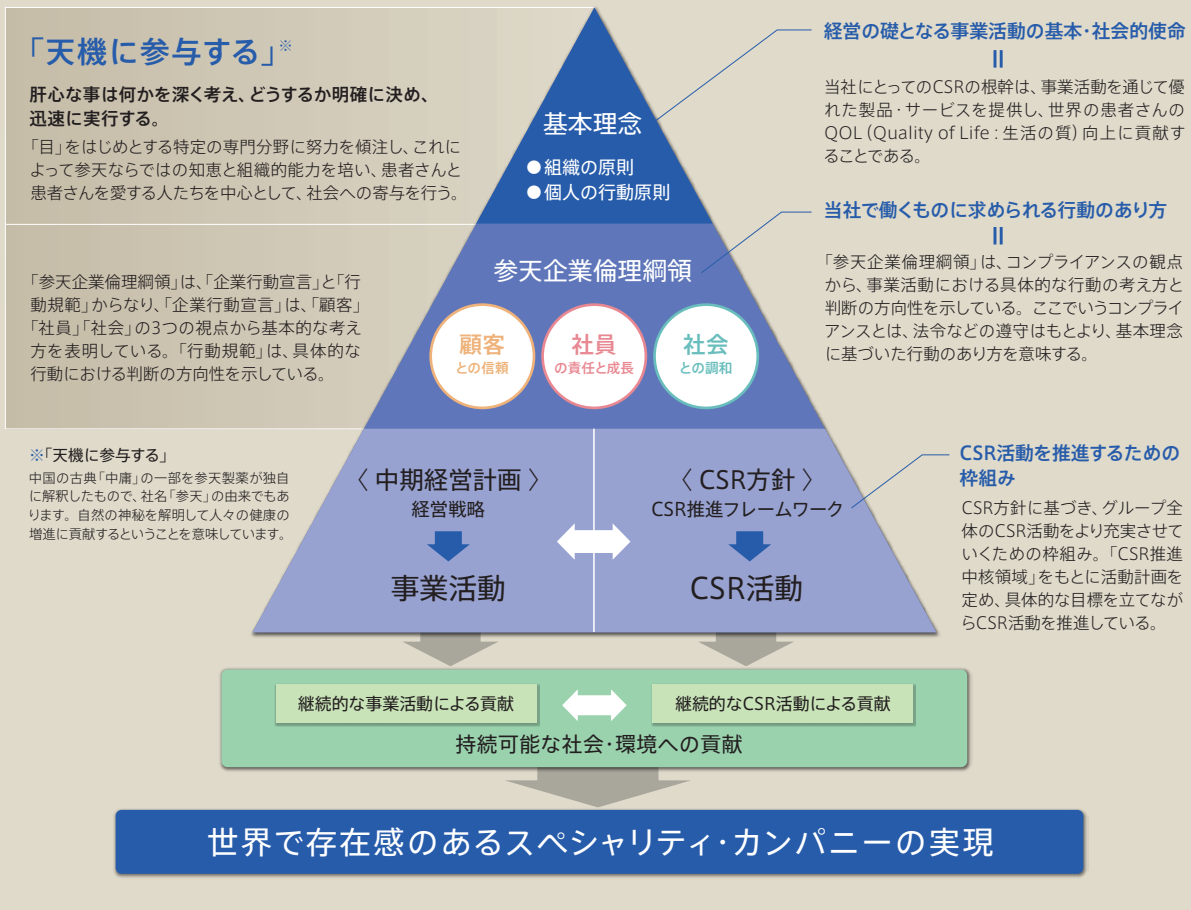 「天機に参与する」※
肝心な事は何かを深く考え、どうするか明確に決め、
迅速に実行する。
「目」をはじめとする特定の専門分野に努力を傾注し、これに
よって参天ならではの知恵と組織的能力を培い、患者さんと
患者さんを愛する人たちを中心として、社会への寄与を行う。
「参天企業倫理綱領」は、「企業行動宣言」と「行
動規範」からなり、「企業行動宣言」は、「顧客」
「社員」「社会」の3つの視点から基本的な考え
方を表明している。「行動規範」は、具体的な
行動における判断の方向性を示している。
※「天機に参与する」
中国の古典「中庸」の一部を参天製薬が独自
に解釈したもので、社名「参天」の由来でもあ
ります。自然の神秘を解明して人々の健康の
増進に貢献するということを意味しています。
基本理念
●組織の原則
●個人の行動原則
参天企業倫理綱領
顧客
との信頼
社員
の責任と成長
社会
との調和
〈 中期経営計画 〉
経営戦略
事業活動
〈 CSR方針 〉
CSR推進フレームワーク
CSR活動
経営の礎となる事業活動の基本・社会的使命
=
当社にとってのCSRの根幹は、事業活動を通じて優
れた製品・サービスを提供し、世界の患者さんの
QOL(Quality of Life:生活の質)向上に貢献す
ることである。
当社で働くものに求められる行動のあり方
=
「参天企業倫理綱領」は、コンプライアンスの観点
から、事業活動における具体的な行動の考え方と
判断の方向性を示している。ここでいうコンプライ
アンスとは、法令などの遵守はもとより、基本理念
に基づいた行動のあり方を意味する。
CSR活動を推進するための
枠組み
CSR方針に基づき、グループ全
体のCSR活動をより充実させて
いくための枠組み。「CSR推進
中核領域」をもとに活動計画を
定め、具体的な目標を立てなが
らCSR活動を推進している。
継続的な事業活動による貢献
継続的なCSR活動による貢献
持続可能な社会・環境への貢献
世界で存在感のあるスペシャリティ・カンパニーの実現